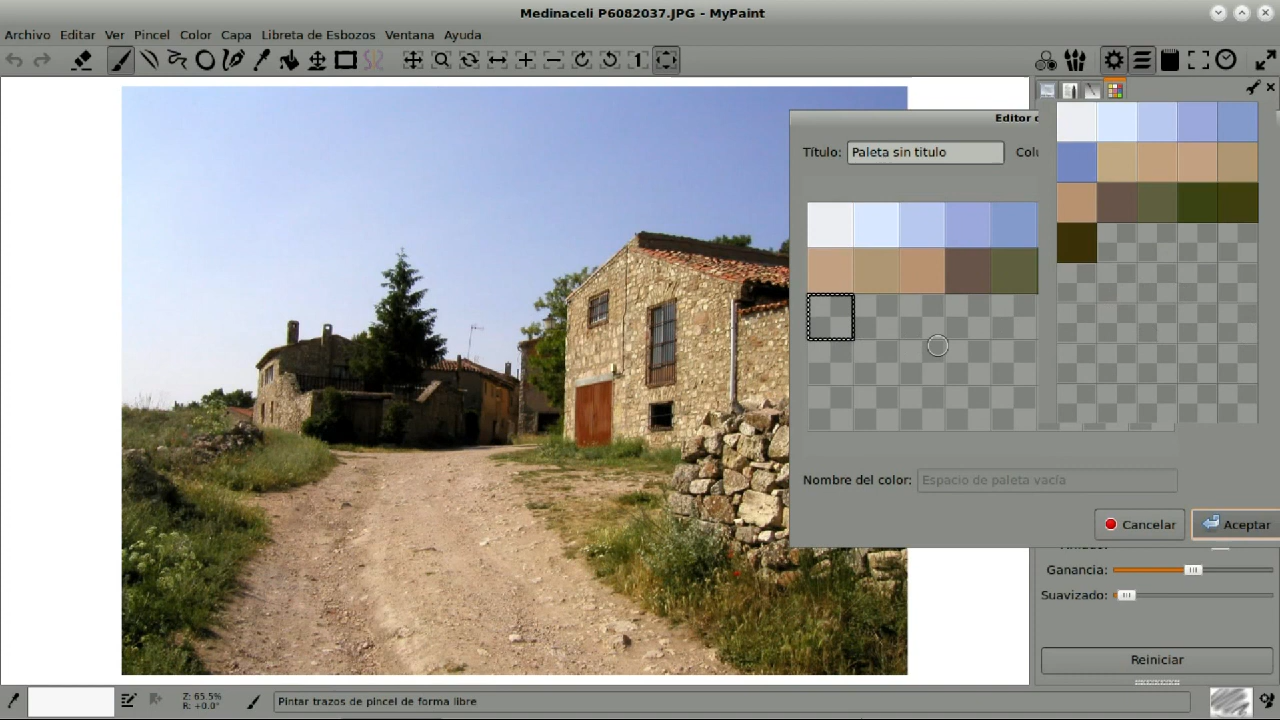 Medinaceli P6082037.JPG - MyPaint
Archivo Editar Ver Pincel Color Capa Libreta de Esbozos Ventana Ayuda
1
Editor
Título: Paleta sin titulo
Nombre del color: Espacio de paleta vacía
Cancelar Aceptar
Ganancia:
Suavizado:
Reiniciar
Z: 65.5%
R: +0.0°
Pintar trazos de pincel de forma libre